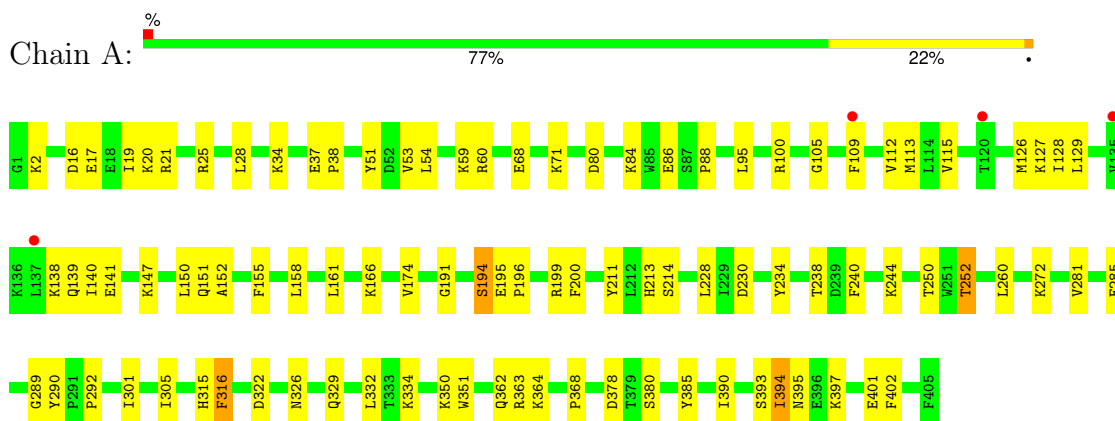 %
Chain A:
77% 22% •
G1 K2 D16 E17 E18 I19 K20 R21 R25 L28 K34 E37 P38 Y51 D52 V53 L54 K59 R60 E68 K71 D80 K84 W85 E86 S87 P88 L95 R100 G105 F109 V112 M113 L114 V115 T120 M126 K127 I128 L129
K136 L137 K138 Q139 I140 E141 K147 L150 Q151 A152 F155 L158 L161 K166 V174 G191 S194 E195 P196 R199 F200 Y211 L212 H213 S214 L228 I229 D230 Y234 T238 D239 F240 K244 T250 W251 T252 L260 K272 V281
G289 Y290 P291 P292 I301 I305 H315 F316 D322 N326 Q329 L332 T333 K334 K350 W351 Q362 R363 K364 P368 D378 T379 S380 Y385 I390 S393 I394 N395 E396 K397 E401 F402 F405